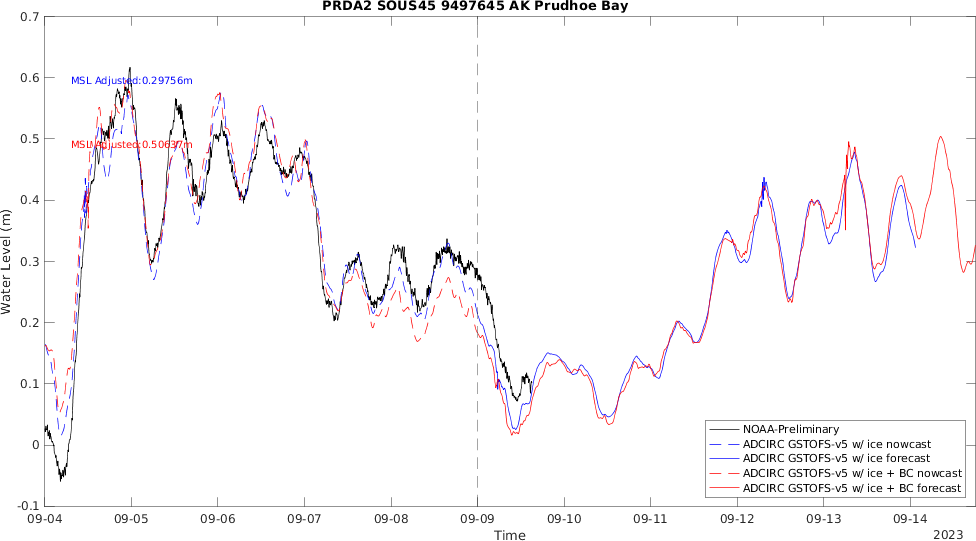 PRDA2 SOUS45 9497645 AK Prudhoe Bay
0.7
0.6
0.5
0.4
0.3
0.2
0.1
0
-0.1
Water Level (m)
MSL Adjusted:0.29756m
MSL Adjusted:0.50637m
NOAA-Preliminary
ADCIRC GSTOFS-v5 w/ ice nowcast
ADCIRC GSTOFS-v5 w/ ice forecast
ADCIRC GSTOFS-v5 w/ ice + BC nowcast
ADCIRC GSTOFS-v5 w/ ice + BC forecast
09-04 09-05 09-06 09-07 09-08 09-09 09-10 09-11 09-12 09-13 09-14
Time
2023